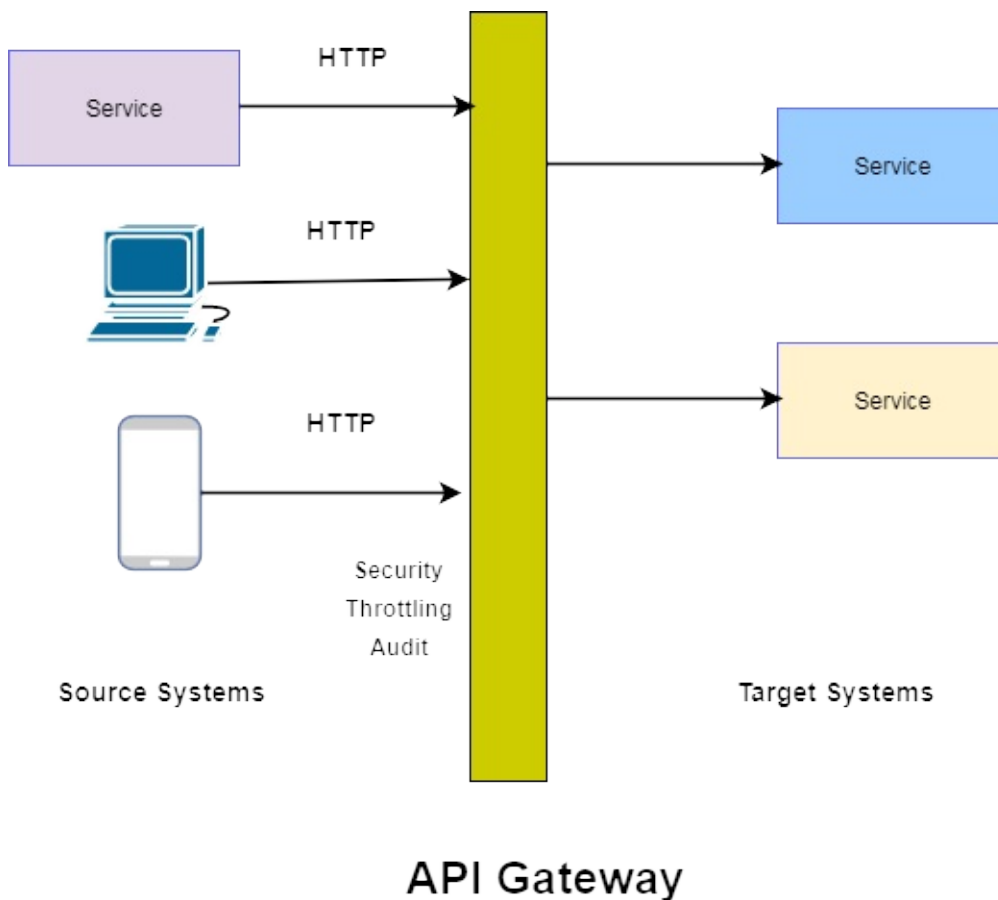 HTTP
Service
Service
HTTP
Service
HTTP
Security
Throttling
Audit
Source Systems
Target Systems
API Gateway